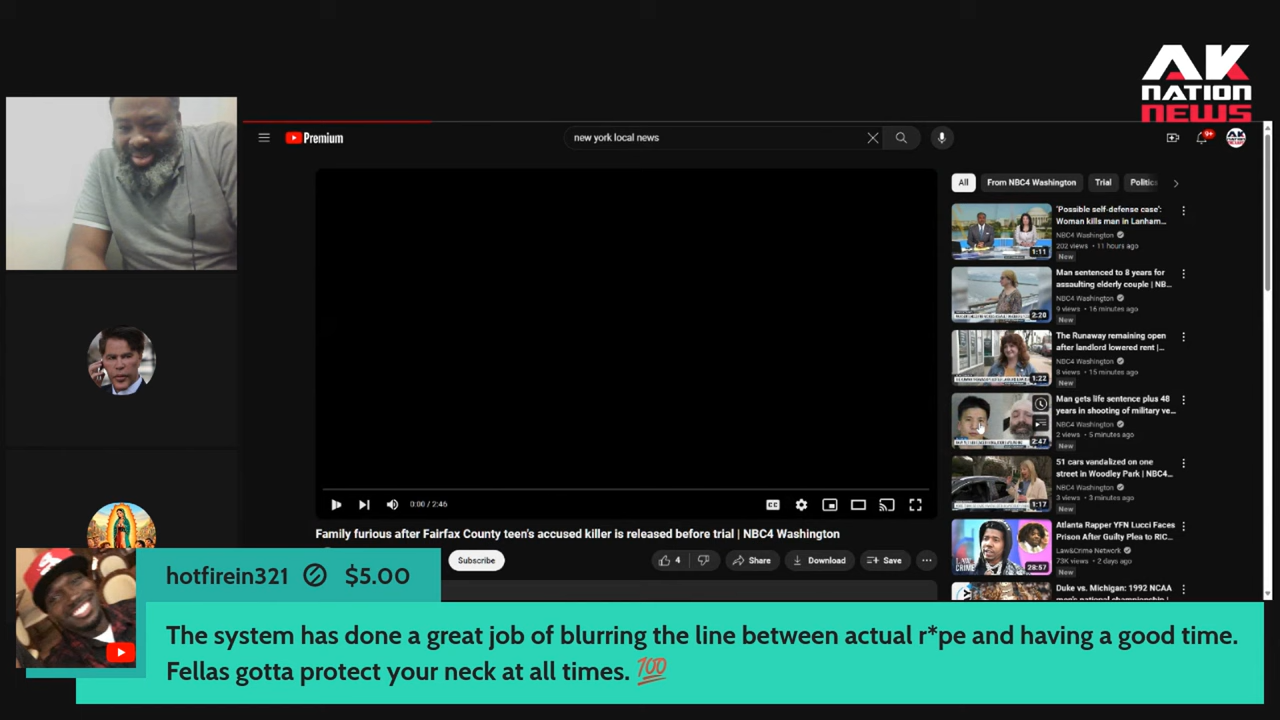 AK
NATION
NEWS
Premium
new york local news
9+
All
From NBC4 Washington
Trial
Politic
'Possible self-defense case':
Woman kills man in Lanham...
NBC4 Washington
202 views • 11 hours ago
New
1:11
Man sentenced to 8 years for
assaulting elderly couple | NB...
NBC4 Washington
9 views • 16 minutes ago
New
2:20
The Runaway remaining open
after landlord lowered rent |...
NBC4 Washington
8 views • 15 minutes ago
New
1:22
Man gets life sentence plus 48
years in shooting of military ve...
NBC4 Washington
2 views • 5 minutes ago
New
2:47
51 cars vandalized on one
street in Woodley Park | NBC4...
NBC4 Washington
3 views • 3 minutes ago
New
1:17
Atlanta Rapper YFN Lucci Faces
Prison After Guilty Plea to RIC...
Law&Crime Network
73K views • 2 days ago
New
28:57
Duke vs. Michigan: 1992 NCAA
0:00 / 2:46
CC
Family furious after Fairfax County teen's accused killer is released before trial | NBC4 Washington
Subscribe
4
Share
Download
Save
hotfirein321 $5.00
The system has done a great job of blurring the line between actual r*pe and having a good time.
Fellas gotta protect your neck at all times. 💯